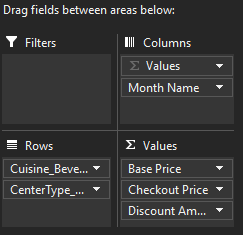 Drag fields between areas below:
Filters
Columns
Σ Values
Month Name
Rows
Cuisine_Beve...
CenterType_...
Σ Values
Base Price
Checkout Price
Discount Am...